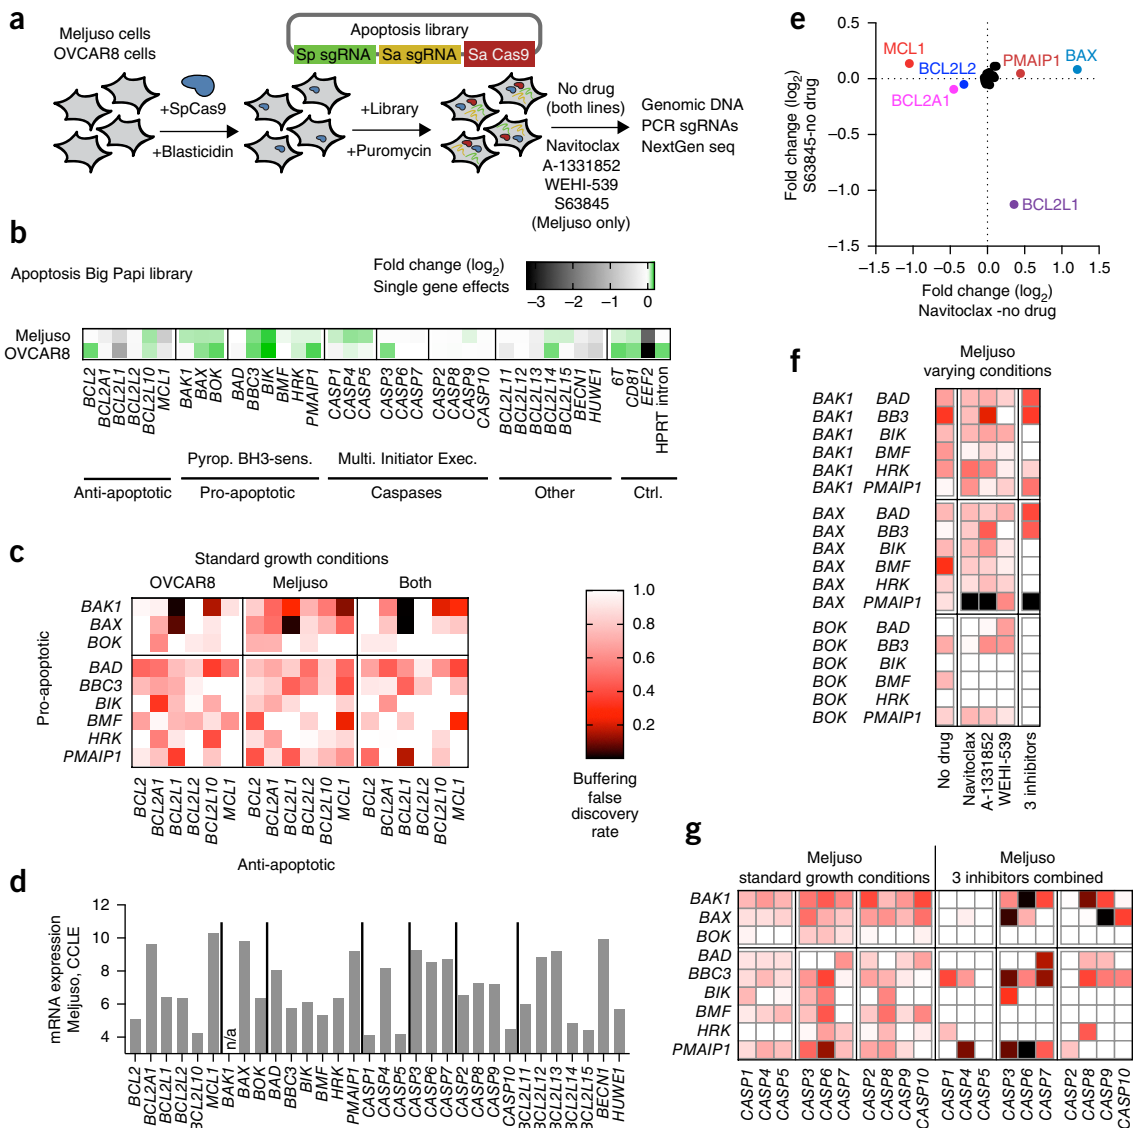 a
Meljuso cells
OVCAR8 cells
+SpCas9
+Blasticidin
Apoptosis library
Sp sgRNA
Sa sgRNA
Sa Cas9
+Library
+Puromycin
No drug
(both lines)
Navitoclax
A-1331852
WEHI-539
S63845
(Meljuso only)
Genomic DNA
PCR sgRNAs
NextGen seq
b
Apoptosis Big Papi library
Fold change (log2)
Single gene effects
−3 −2 −1 0
Meljuso
OVCAR8
BCL2
BCL2A1
BCL2L1
BCL2L2
BCL2L10
MCL1
BAK1
BAX
BOK
BAD
BBC3
BIK
BMF
HRK
PMAIP1
CASP1
CASP4
CASP5
CASP3
CASP6
CASP7
CASP2
CASP8
CASP9
CASP10
BCL2L11
BCL2L12
BCL2L13
BCL2L14
BCL2L15
BECN1
HUWE1
6T
CD81
EEF2
HPRT intron
Pyrop. BH3-sens.
Multi. Initiator Exec.
Anti-apoptotic
Pro-apoptotic
Caspases
Other
Ctrl.
c
Standard growth conditions
OVCAR8
Meljuso
Both
Pro-apoptotic
BAK1
BAX
BOK
BAD
BBC3
BIK
BMF
HRK
PMAIP1
BCL2
BCL2A1
BCL2L1
BCL2L2
BCL2L10
MCL1
BCL2
BCL2A1
BCL2L1
BCL2L2
BCL2L10
MCL1
BCL2
BCL2A1
BCL2L1
BCL2L2
BCL2L10
MCL1
Anti-apoptotic
1.0
0.8
0.6
0.4
0.2
Buffering
false
discovery
rate
d
mRNA expression
Meljuso, CCLE
12
10
8
6
4
n/a
BCL2
BCL2A1
BCL2L1
BCL2L2
BCL2L10
MCL1
BAK1
BAX
BOK
BAD
BBC3
BIK
BMF
HRK
PMAIP1
CASP1
CASP4
CASP5
CASP3
CASP6
CASP7
CASP2
CASP8
CASP9
CASP10
BCL2L11
BCL2L12
BCL2L13
BCL2L14
BCL2L15
BECN1
HUWE1
e
Fold change (log2)
S63845-no drug
0.5
0.0
−0.5
−1.0
−1.5
−1.5 −1.0 −0.5 0.0 0.5 1.0 1.5
Fold change (log2)
Navitoclax -no drug
MCL1
BCL2L2
BCL2A1
PMAIP1
BAX
BCL2L1
f
Meljuso
varying conditions
BAK1 BAD
BAK1 BB3
BAK1 BIK
BAK1 BMF
BAK1 HRK
BAK1 PMAIP1
BAX BAD
BAX BB3
BAX BIK
BAX BMF
BAX HRK
BAX PMAIP1
BOK BAD
BOK BB3
BOK BIK
BOK BMF
BOK HRK
BOK PMAIP1
No drug
Navitoclax
A-1331852
WEHI-539
3 inhibitors
g
Meljuso
standard growth conditions
Meljuso
3 inhibitors combined
BAK1
BAX
BOK
BAD
BBC3
BIK
BMF
HRK
PMAIP1
CASP1
CASP4
CASP5
CASP3
CASP6
CASP7
CASP2
CASP8
CASP9
CASP10
CASP1
CASP4
CASP5
CASP3
CASP6
CASP7
CASP2
CASP8
CASP9
CASP10